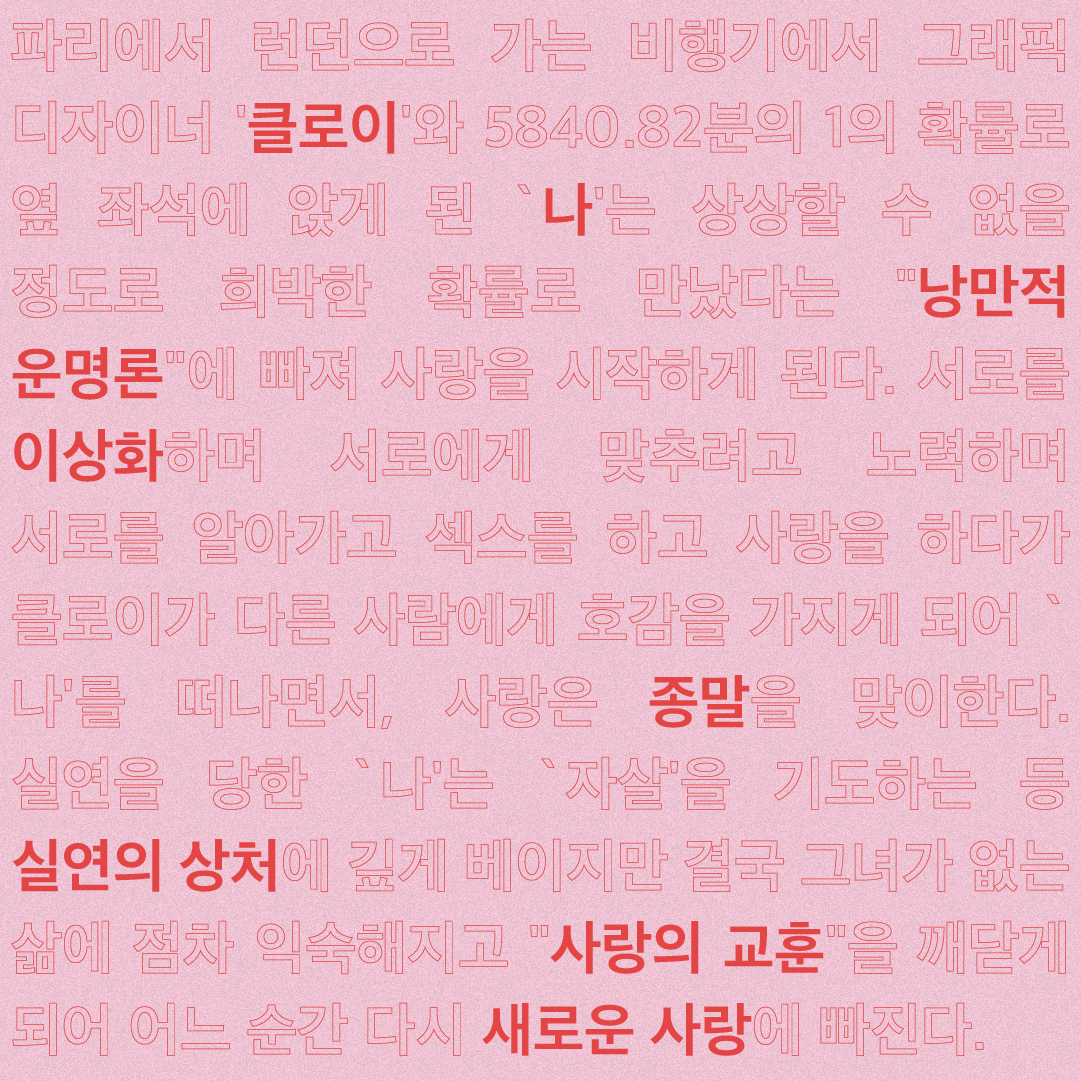 파리에서 런던으로 가는 비행기에서 그래픽
디자이너 '클로이'와 5840.82분의 1의 확률로
옆 좌석에 앉게 된 `나'는 상상할 수 없을
정도로 희박한 확률로 만났다는 "낭만적
운명론"에 빠져 사랑을 시작하게 된다. 서로를
이상화하며 서로에게 맞추려고 노력하며
서로를 알아가고 섹스를 하고 사랑을 하다가
클로이가 다른 사람에게 호감을 가지게 되어 `
나'를 떠나면서, 사랑은 종말을 맞이한다.
실연을 당한 `나'는 `자살'을 기도하는 등
실연의 상처에 깊게 베이지만 결국 그녀가 없는
삶에 점차 익숙해지고 "사랑의 교훈"을 깨닫게
되어 어느 순간 다시 새로운 사랑에 빠진다.